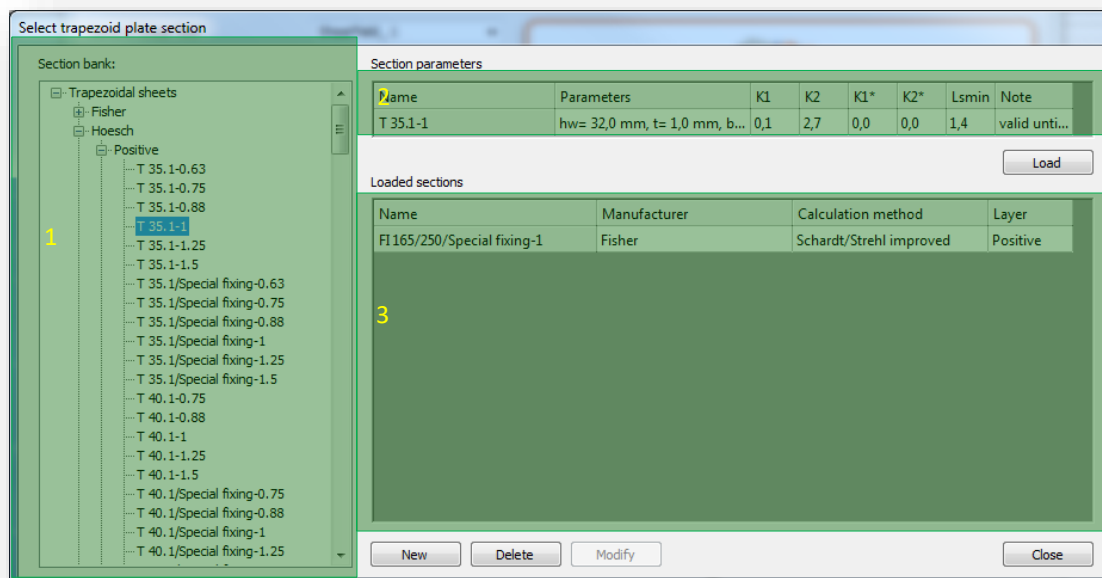 Select trapezoid plate section
Section bank:
Trapezoidal sheets
Fisher
Hoesch
Positive
T 35.1-0.63
T 35.1-0.75
T 35.1-0.88
T 35.1-1
T 35.1-1.25
T 35.1-1.5
T 35.1/Special fixing-0.63
T 35.1/Special fixing-0.75
T 35.1/Special fixing-0.88
T 35.1/Special fixing-1
T 35.1/Special fixing-1.25
T 35.1/Special fixing-1.5
T 40.1-0.75
T 40.1-0.88
T 40.1-1
T 40.1-1.25
T 40.1-1.5
T 40.1/Special fixing-0.75
T 40.1/Special fixing-0.88
T 40.1/Special fixing-1
T 40.1/Special fixing-1.25
1
Section parameters
2
Name Parameters K1 K2 K1* K2* Lsmin Note
T 35.1-1 hw= 32,0 mm, t= 1,0 mm, b... 0,1 2,7 0,0 0,0 1,4 valid unti...
Load
Loaded sections
Name Manufacturer Calculation method Layer
FI 165/250/Special fixing-1 Fisher Schardt/Strehl improved Positive
3
New Delete Modify Close